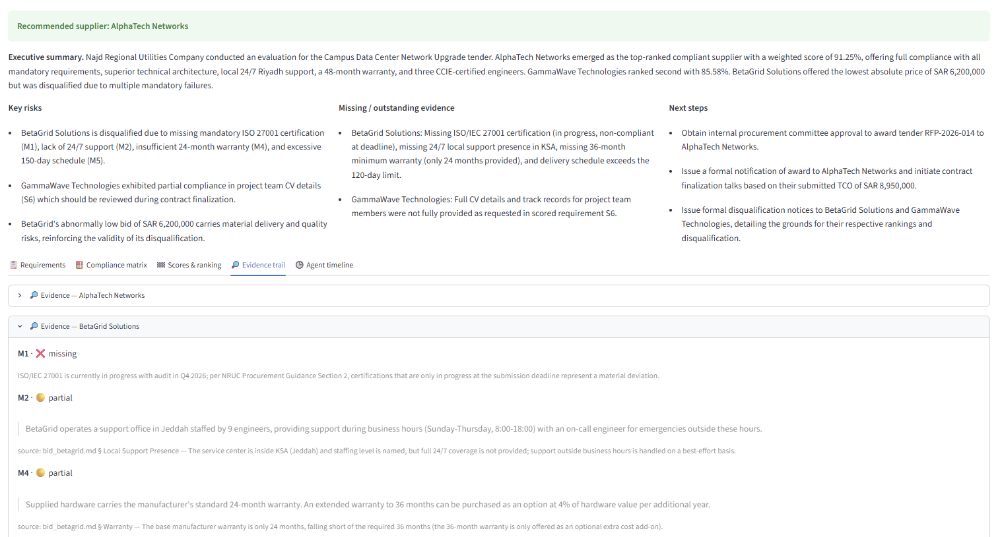 Recommended supplier: AlphaTech Networks
Executive summary. Najd Regional Utilities Company conducted an evaluation for the Campus Data Center Network Upgrade tender. AlphaTech Networks emerged as the top-ranked compliant supplier with a weighted score of 91.25%, offering full compliance with all
mandatory requirements, superior technical architecture, local 24/7 Riyadh support, a 48-month warranty, and three CCIE-certified engineers. GammaWave Technologies ranked second with 85.58%. BetaGrid Solutions offered the lowest absolute price of SAR 6,200,000
but was disqualified due to multiple mandatory failures.
Key risks
• BetaGrid Solutions is disqualified due to missing mandatory ISO 27001 certification
(M1), lack of 24/7 support (M2), insufficient 24-month warranty (M4), and excessive
150-day schedule (M5).
• GammaWave Technologies exhibited partial compliance in project team CV details
(S6) which should be reviewed during contract finalization.
• BetaGrid's abnormally low bid of SAR 6,200,000 carries material delivery and quality
risks, reinforcing the validity of its disqualification.
Missing / outstanding evidence
• BetaGrid Solutions: Missing ISO/IEC 27001 certification (in progress, non-compliant
at deadline), missing 24/7 local support presence in KSA, missing 36-month
minimum warranty (only 24 months provided), and delivery schedule exceeds the
120-day limit.
• GammaWave Technologies: Full CV details and track records for project team
members were not fully provided as requested in scored requirement S6.
Next steps
• Obtain internal procurement committee approval to award tender RFP-2026-014 to
AlphaTech Networks.
• Issue a formal notification of award to AlphaTech Networks and initiate contract
finalization talks based on their submitted TCO of SAR 8,950,000.
• Issue formal disqualification notices to BetaGrid Solutions and GammaWave
Technologies, detailing the grounds for their respective rankings and
disqualification.
Requirements Compliance matrix Scores & ranking Evidence trail Agent timeline
Evidence — AlphaTech Networks
Evidence — BetaGrid Solutions
M1 · ❌ missing
ISO/IEC 27001 is currently in progress with audit in Q4 2026; per NRUC Procurement Guidance Section 2, certifications that are only in progress at the submission deadline represent a material deviation.
M2 · 🟡 partial
BetaGrid operates a support office in Jeddah staffed by 9 engineers, providing support during business hours (Sunday-Thursday, 8:00-18:00) with an on-call engineer for emergencies outside these hours.
source: bid_betagrid.md § Local Support Presence — The service center is inside KSA (Jeddah) and staffing level is named, but full 24/7 coverage is not provided; support outside business hours is handled on a best-effort basis.
M4 · 🟡 partial
Supplied hardware carries the manufacturer's standard 24-month warranty. An extended warranty to 36 months can be purchased as an option at 4% of hardware value per additional year.
source: bid_betagrid.md § Warranty — The base manufacturer warranty is only 24 months, falling short of the required 36 months (the 36-month warranty is only offered as an optional extra cost add-on).